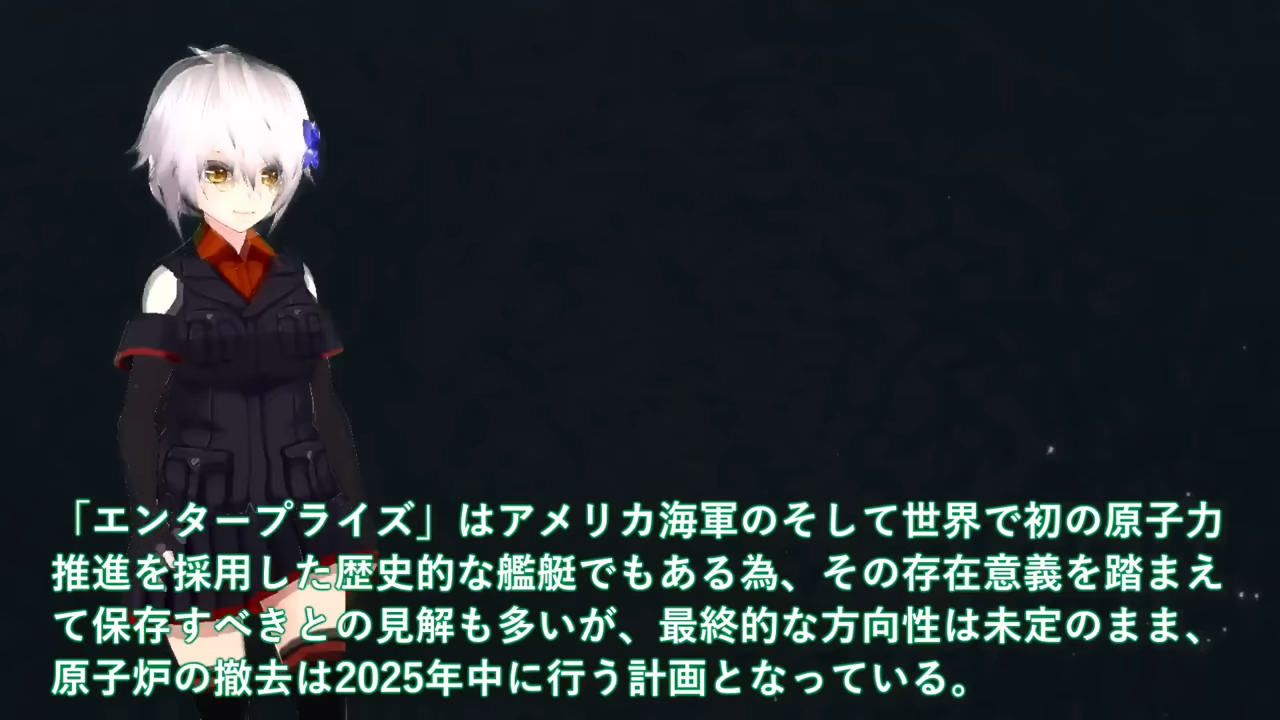 「エンタープライズ」はアメリカ海軍のそして世界で初の原子力
推進を採用した歴史的な艦艇でもある為、その存在意義を踏まえ
て保存すべきとの見解も多いが、最終的な方向性は未定のまま、
原子炉の撤去は2025年中に行う計画となっている。